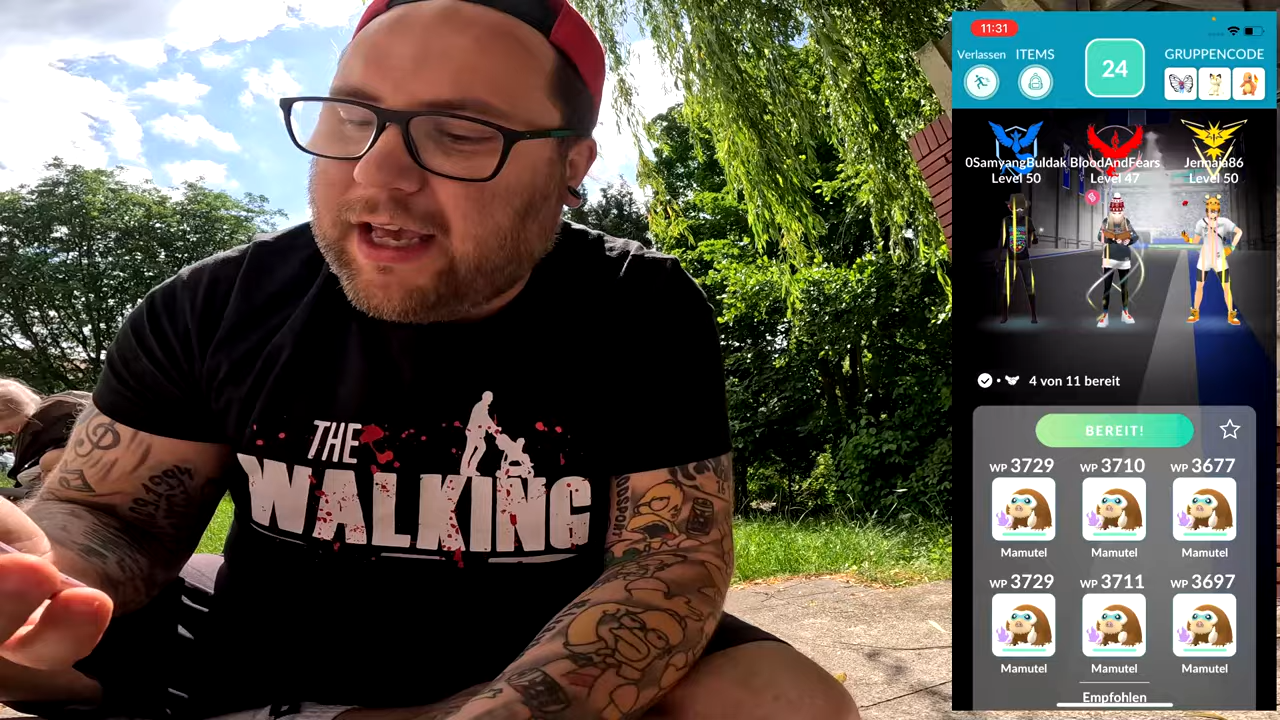 11:31
Verlassen
ITEMS
24
GRUPPENCODE
0SamyangBuldak
Level 50
BloodAndFears
Level 47
Jennaja86
Level 50
4 von 11 bereit
BEREIT!
WP 3729
WP 3710
WP 3677
Mamutel
Mamutel
Mamutel
WP 3729
WP 3711
WP 3697
Mamutel
Mamutel
Mamutel
Empfohlen
THE
WALKING